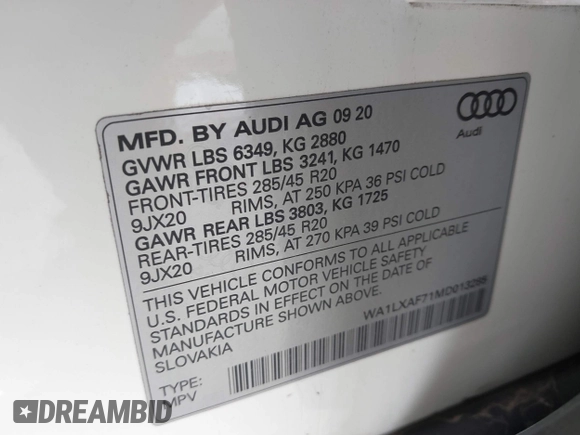 MFD. BY AUDI AG 09 20
GVWR LBS 6349, KG 2880
GAWR FRONT LBS 3241, KG 1470
FRONT-TIRES 285/45 R20
9JX20 RIMS, AT 250 KPA 36 PSI COLD
GAWR REAR LBS 3803, KG 1725
REAR-TIRES 285/45 R20
9JX20 RIMS, AT 270 KPA 39 PSI COLD
THIS VEHICLE CONFORMS TO ALL APPLICABLE
U.S. FEDERAL MOTOR VEHICLE SAFETY
STANDARDS IN EFFECT ON THE DATE OF
MANUFACTURE SHOWN ABOVE.
SLOVAKIA
TYPE:
MPV
WA1LXAF71MD013285
Audi
DREAMBID